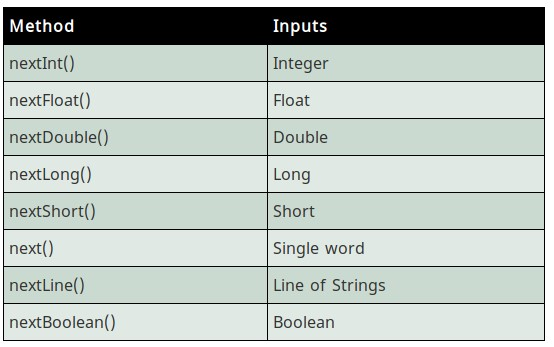 Method Inputs
nextInt() Integer
nextFloat() Float
nextDouble() Double
nextLong() Long
nextShort() Short
next() Single word
nextLine() Line of Strings
nextBoolean() Boolean